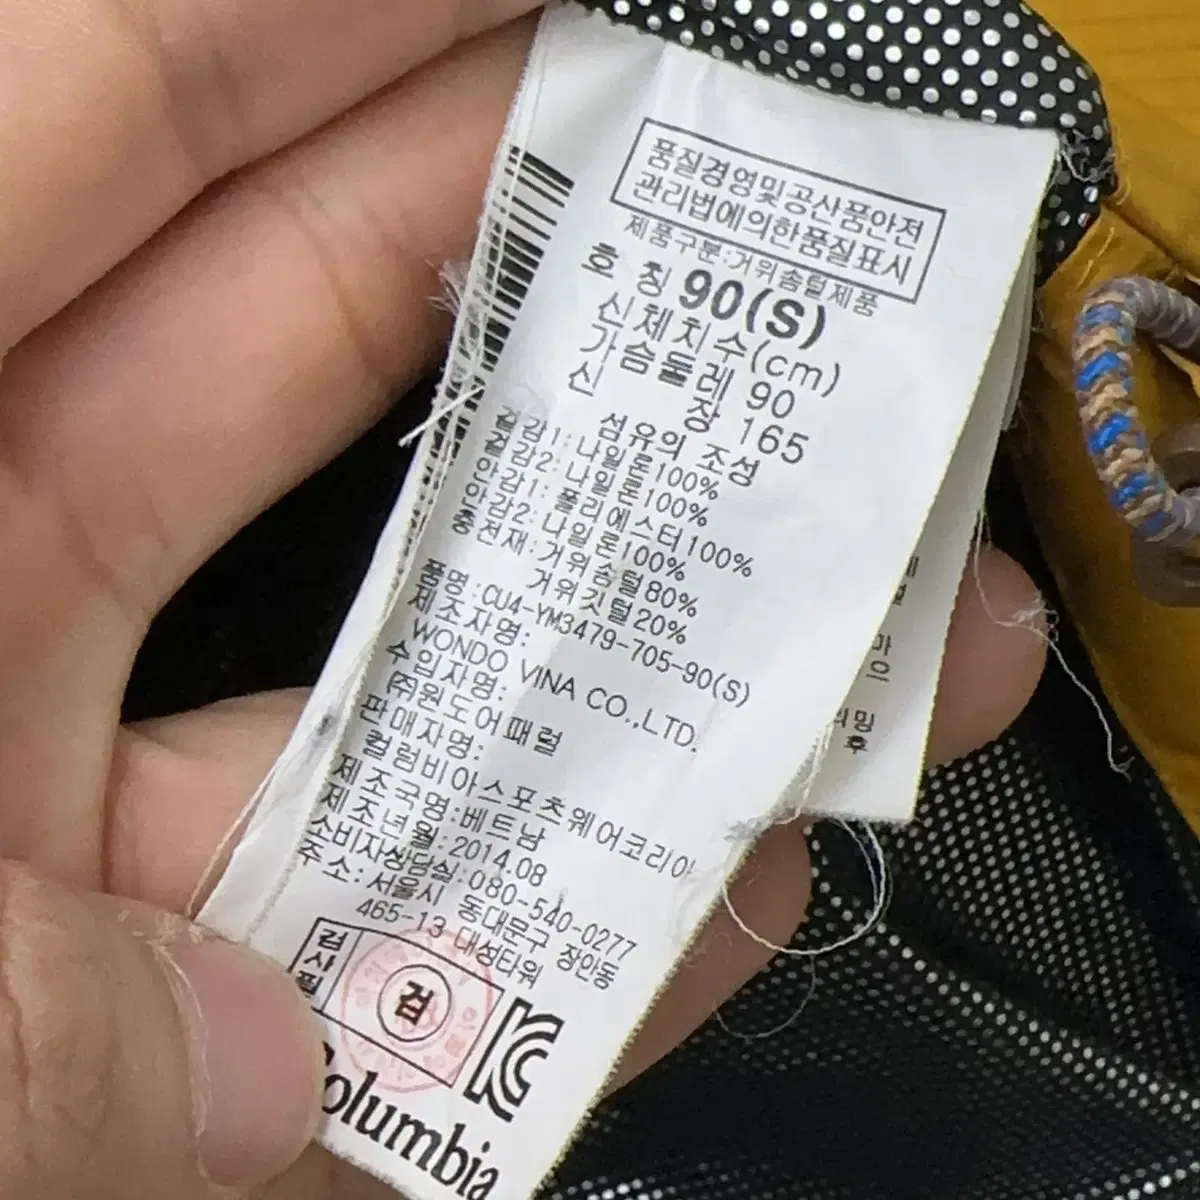 품질경영및공산품안전
관리법에의한품질표시
제품구분:거위솜털제품
호 칭 90(S)
신체치수(cm)
가슴둘레 90
신 장 165
섬유의 조성
겉감1: 나일론100%
겉감2: 나일론100%
안감1: 폴리에스터100%
안감2: 나일론100%
충전재: 거위솜털80%
거위깃털20%
품명:CU4-YM3479-705-90(S)
제조자명:
WONDO VINA CO.,LTD.
수입자명:
㈜원도어패럴
판매자명:
컬럼비아스포츠웨어코리아
제조국명:베트남
제조년월:2014.08
소비자상담실:080-540-0277
주소:서울시 동대문구 장안동
465-13 대성타워
검사필
검
KC
Columbia